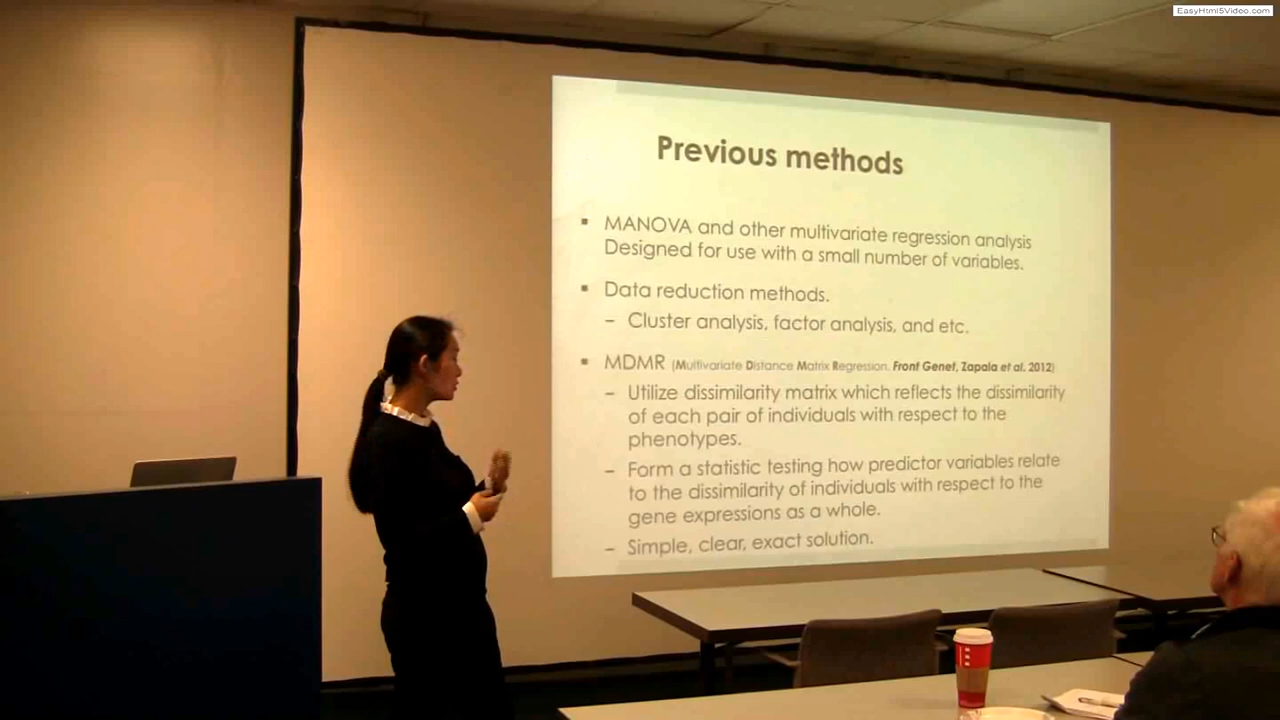 EasyHtml5Video.com
Previous methods
▪ MANOVA and other multivariate regression analysis
Designed for use with a small number of variables.
▪ Data reduction methods.
– Cluster analysis, factor analysis, and etc.
▪ MDMR (Multivariate Distance Matrix Regression. Front Genet, Zapala et al. 2012)
– Utilize dissimilarity matrix which reflects the dissimilarity
of each pair of individuals with respect to the
phenotypes.
– Form a statistic testing how predictor variables relate
to the dissimilarity of individuals with respect to the
gene expressions as a whole.
– Simple, clear, exact solution.